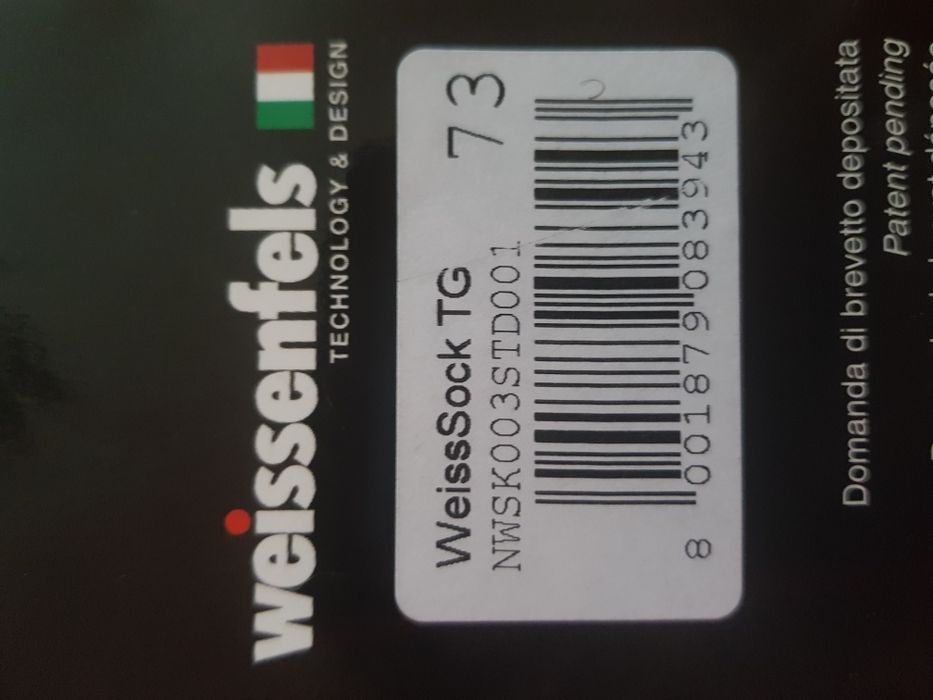 weissenfels
TECHNOLOGY & DESIGN
WeissSock TG 73
NWSK003STD001
8 001879 083943
Domanda di brevetto depositata
Patent pending